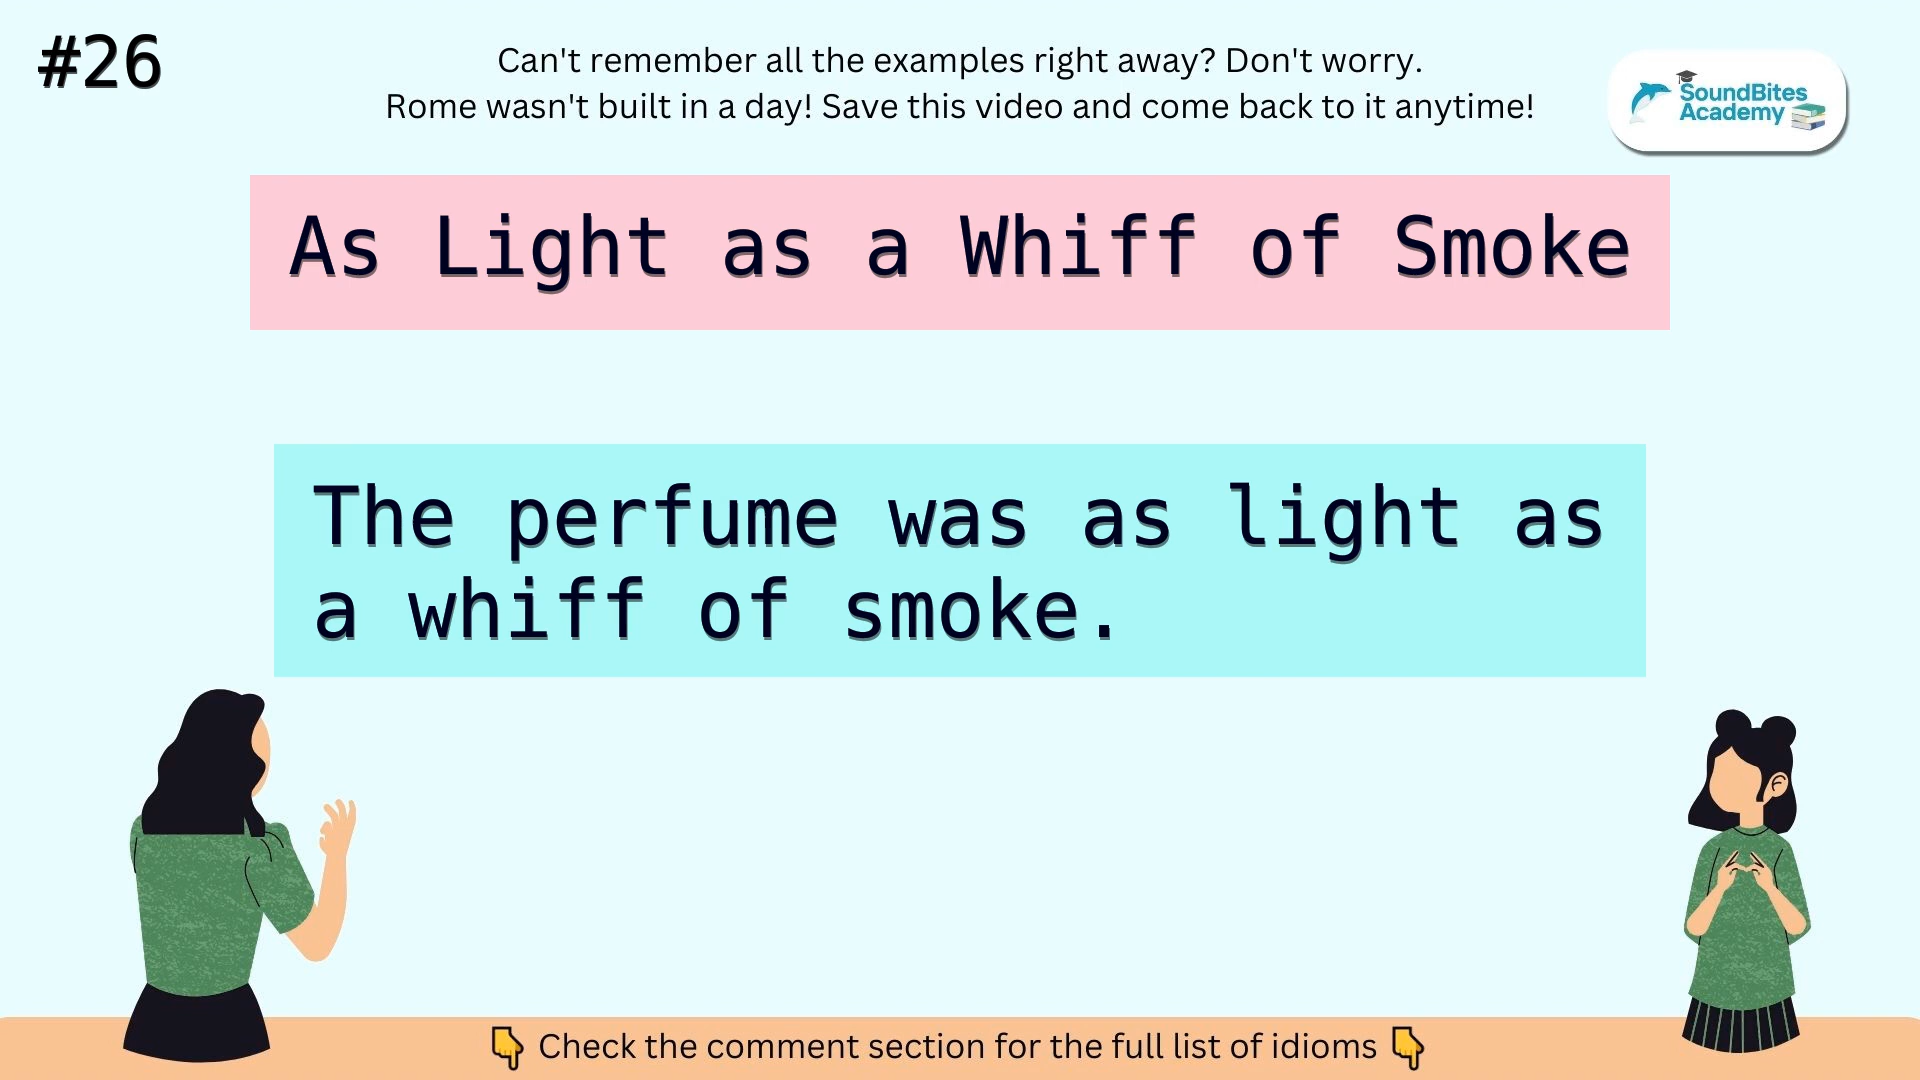 #26
Can't remember all the examples right away? Don't worry.
Rome wasn't built in a day! Save this video and come back to it anytime!
SoundBites
Academy
As Light as a Whiff of Smoke
The perfume was as light as
a whiff of smoke.
👇 Check the comment section for the full list of idioms 👇